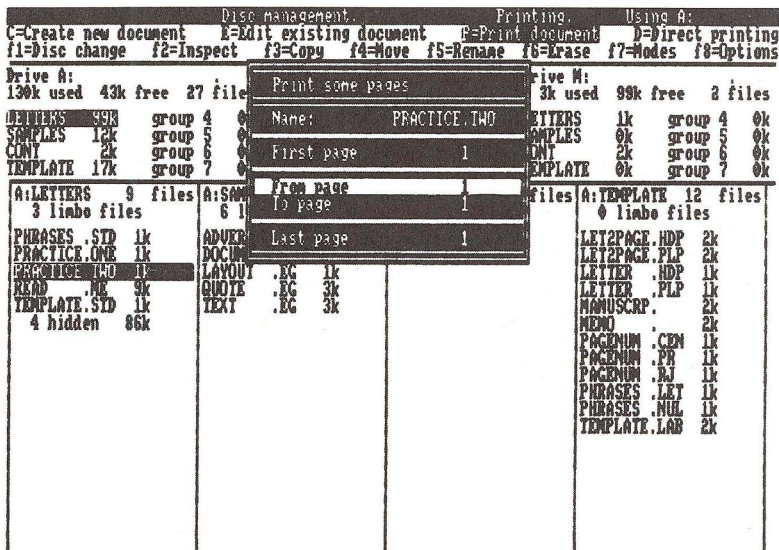 Disc management. Printing. Using A:
C=Create new document E=Edit existing document P=Print document D=Direct printing
f1=Disc change f2=Inspect f3=Copy f4=Move f5=Rename f6=Erase f7=Modes f8=Options
Drive A: rive M:
130k used 43k free 27 file 3k used 99k free 2 files
LETTERS 99k group 4 0 ETTERS 1k group 4 0k
SAMPLES 12k group 5 0 AMPLES 0k group 5 0k
CONT 2k group 6 0 ONT 2k group 6 0k
TEMPLATE 17k group 7 0 EMPLATE 0k group 7 0k
Print some pages
Name: PRACTICE.TWO
First page 1
From page 1
To page 1
Last page 1
A:LETTERS 9 files
3 limbo files
PHRASES .STD 1k
PRACTICE.ONE 1k
PRACTICE.TWO 1k
READ .ME 9k
TEMPLATE.STD 1k
4 hidden 86k
A:SAM
6 l
ADVER
DOCUM
LAYOUT .EG 1k
QUOTE .EG 3k
TEXT .EG 3k
files
A:TEMPLATE 12 files
0 limbo files
LET2PAGE.HDP 2k
LET2PAGE.PLP 2k
LETTER .HDP 1k
LETTER .PLP 1k
MANUSCRP. 2k
MEMO . 2k
PAGENUM .CEN 1k
PAGENUM .PR 1k
PAGENUM .RJ 1k
PHRASES .LET 1k
PHRASES .NUL 1k
TEMPLATE.LAB 2k